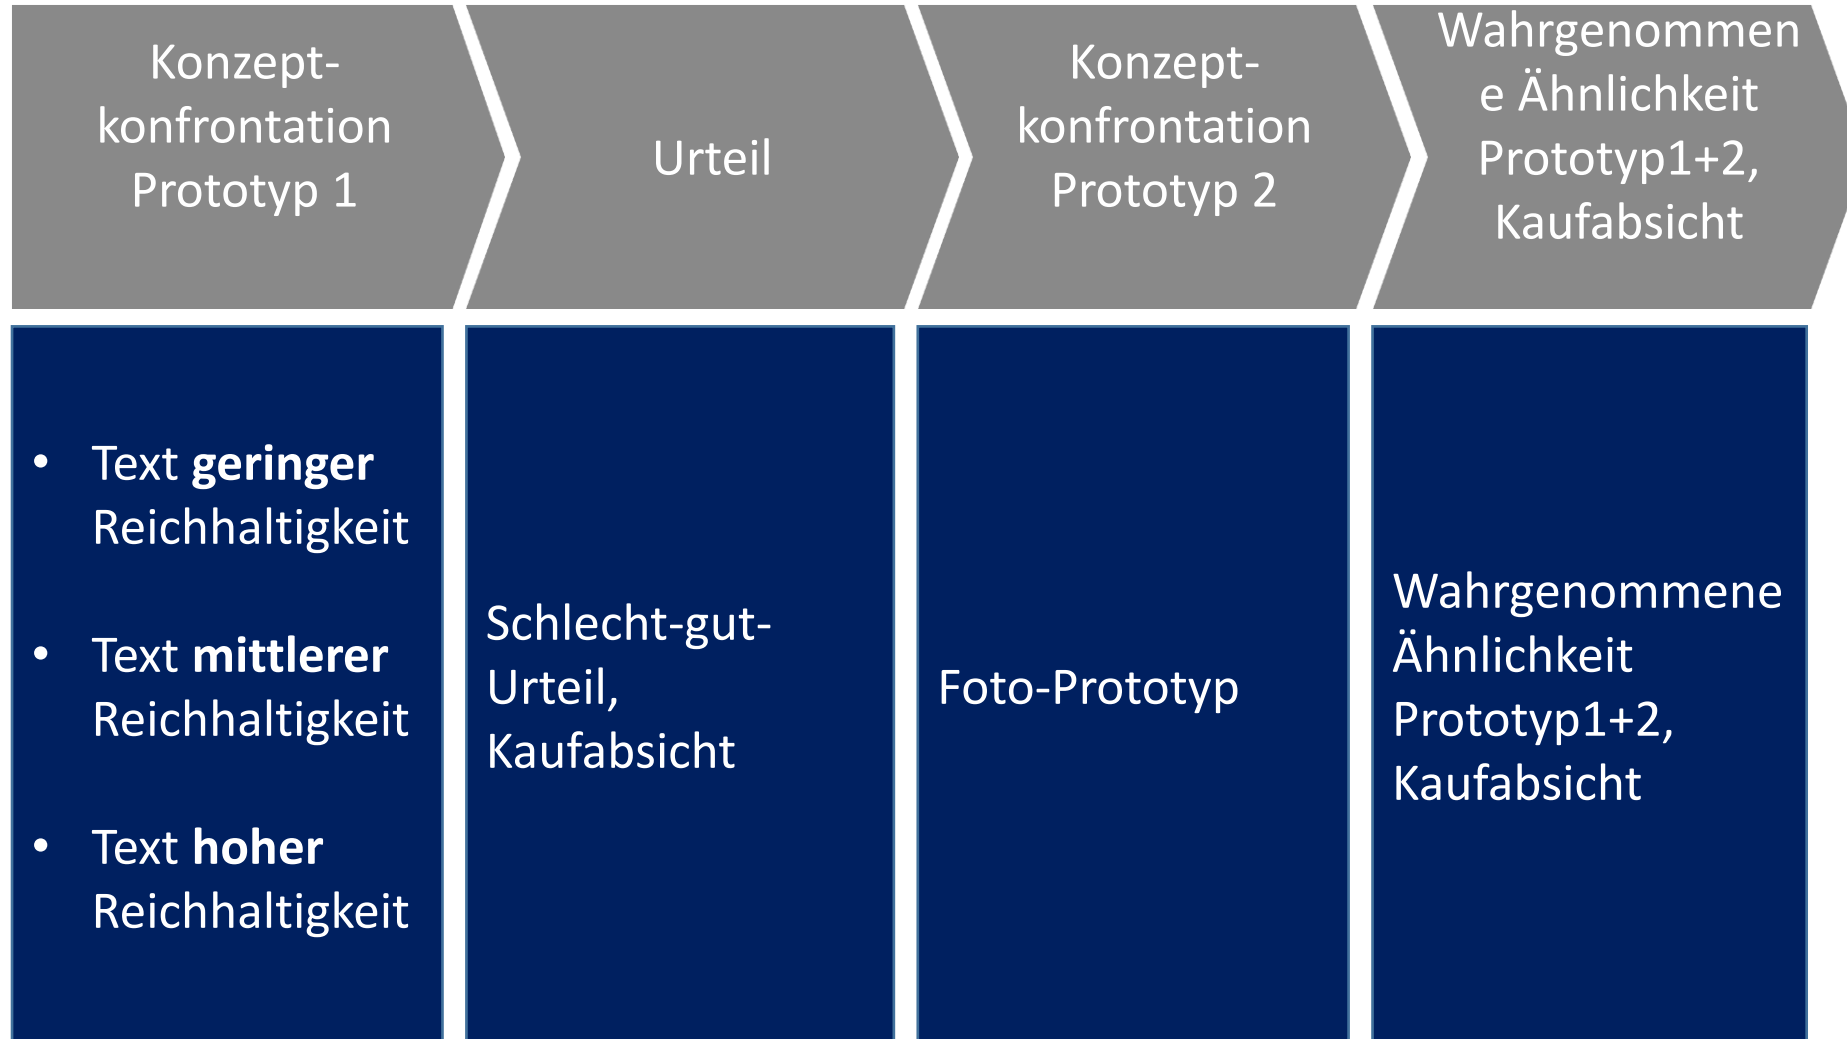 Konzept-
konfrontation
Prototyp 1
Urteil
Konzept-
konfrontation
Prototyp 2
Wahrgenommen
e Ähnlichkeit
Prototyp1+2,
Kaufabsicht
• Text geringer
Reichhaltigkeit
• Text mittlerer
Reichhaltigkeit
• Text hoher
Reichhaltigkeit
Schlecht-gut-
Urteil,
Kaufabsicht
Foto-Prototyp
Wahrgenommene
Ähnlichkeit
Prototyp1+2,
Kaufabsicht